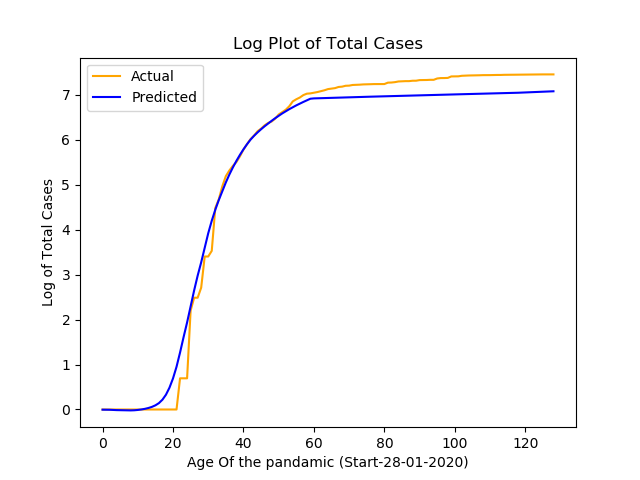 Log Plot of Total Cases
Actual
Predicted
Log of Total Cases
7
6
5
4
3
2
1
0
0 20 40 60 80 100 120
Age Of the pandamic (Start-28-01-2020)